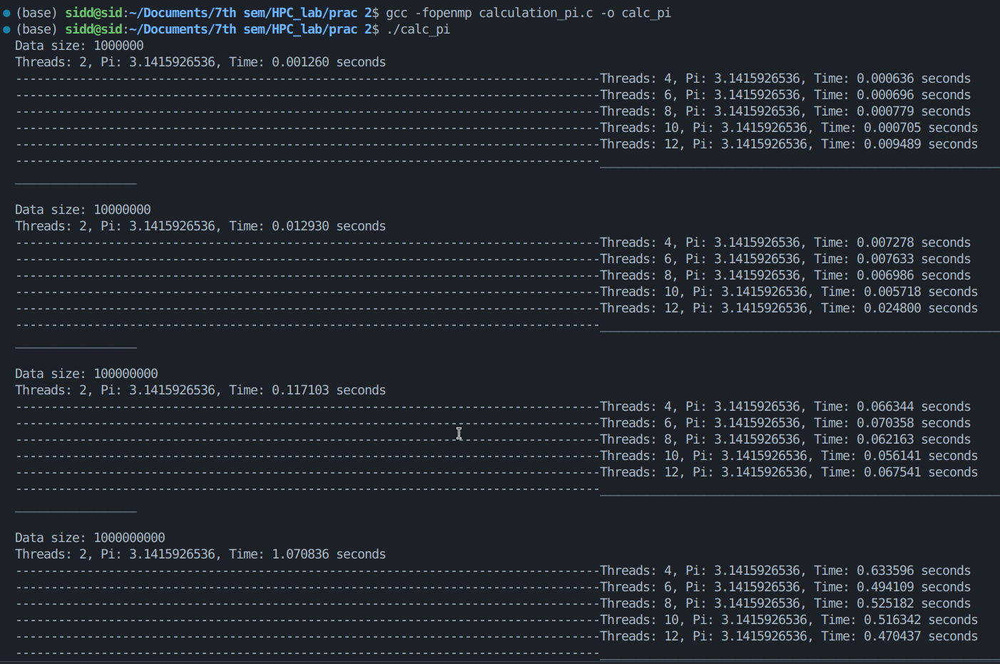 (base) sidd@sid:~/Documents/7th sem/HPC_lab/prac 2$ gcc -fopenmp calculation_pi.c -o calc_pi
(base) sidd@sid:~/Documents/7th sem/HPC_lab/prac 2$ ./calc_pi
Data size: 1000000
Threads: 2, Pi: 3.1415926536, Time: 0.001260 seconds
----------------------------------------------------------------------------------Threads: 4, Pi: 3.1415926536, Time: 0.000636 seconds
----------------------------------------------------------------------------------Threads: 6, Pi: 3.1415926536, Time: 0.000696 seconds
----------------------------------------------------------------------------------Threads: 8, Pi: 3.1415926536, Time: 0.000779 seconds
----------------------------------------------------------------------------------Threads: 10, Pi: 3.1415926536, Time: 0.000705 seconds
----------------------------------------------------------------------------------Threads: 12, Pi: 3.1415926536, Time: 0.009489 seconds
----------------------------------------------------------------------------------________________________________________________________
_________________
Data size: 10000000
Threads: 2, Pi: 3.1415926536, Time: 0.012930 seconds
----------------------------------------------------------------------------------Threads: 4, Pi: 3.1415926536, Time: 0.007278 seconds
----------------------------------------------------------------------------------Threads: 6, Pi: 3.1415926536, Time: 0.007633 seconds
----------------------------------------------------------------------------------Threads: 8, Pi: 3.1415926536, Time: 0.006986 seconds
----------------------------------------------------------------------------------Threads: 10, Pi: 3.1415926536, Time: 0.005718 seconds
----------------------------------------------------------------------------------Threads: 12, Pi: 3.1415926536, Time: 0.024800 seconds
----------------------------------------------------------------------------------________________________________________________________
_________________
Data size: 100000000
Threads: 2, Pi: 3.1415926536, Time: 0.117103 seconds
----------------------------------------------------------------------------------Threads: 4, Pi: 3.1415926536, Time: 0.066344 seconds
----------------------------------------------------------------------------------Threads: 6, Pi: 3.1415926536, Time: 0.070358 seconds
----------------------------------------------------------------------------------Threads: 8, Pi: 3.1415926536, Time: 0.062163 seconds
----------------------------------------------------------------------------------Threads: 10, Pi: 3.1415926536, Time: 0.056141 seconds
----------------------------------------------------------------------------------Threads: 12, Pi: 3.1415926536, Time: 0.067541 seconds
----------------------------------------------------------------------------------________________________________________________________
_________________
Data size: 1000000000
Threads: 2, Pi: 3.1415926536, Time: 1.070836 seconds
----------------------------------------------------------------------------------Threads: 4, Pi: 3.1415926536, Time: 0.633596 seconds
----------------------------------------------------------------------------------Threads: 6, Pi: 3.1415926536, Time: 0.494109 seconds
----------------------------------------------------------------------------------Threads: 8, Pi: 3.1415926536, Time: 0.525182 seconds
----------------------------------------------------------------------------------Threads: 10, Pi: 3.1415926536, Time: 0.516342 seconds
----------------------------------------------------------------------------------Threads: 12, Pi: 3.1415926536, Time: 0.470437 seconds
----------------------------------------------------------------------------------________________________________________________________